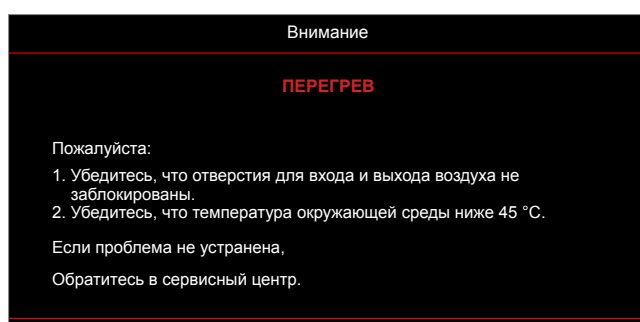 Внимание
ПЕРЕГРЕВ
Пожалуйста:
1. Убедитесь, что отверстия для входа и выхода воздуха не
заблокированы.
2. Убедитесь, что температура окружающей среды ниже 45 °C.
Если проблема не устранена,
Обратитесь в сервисный центр.